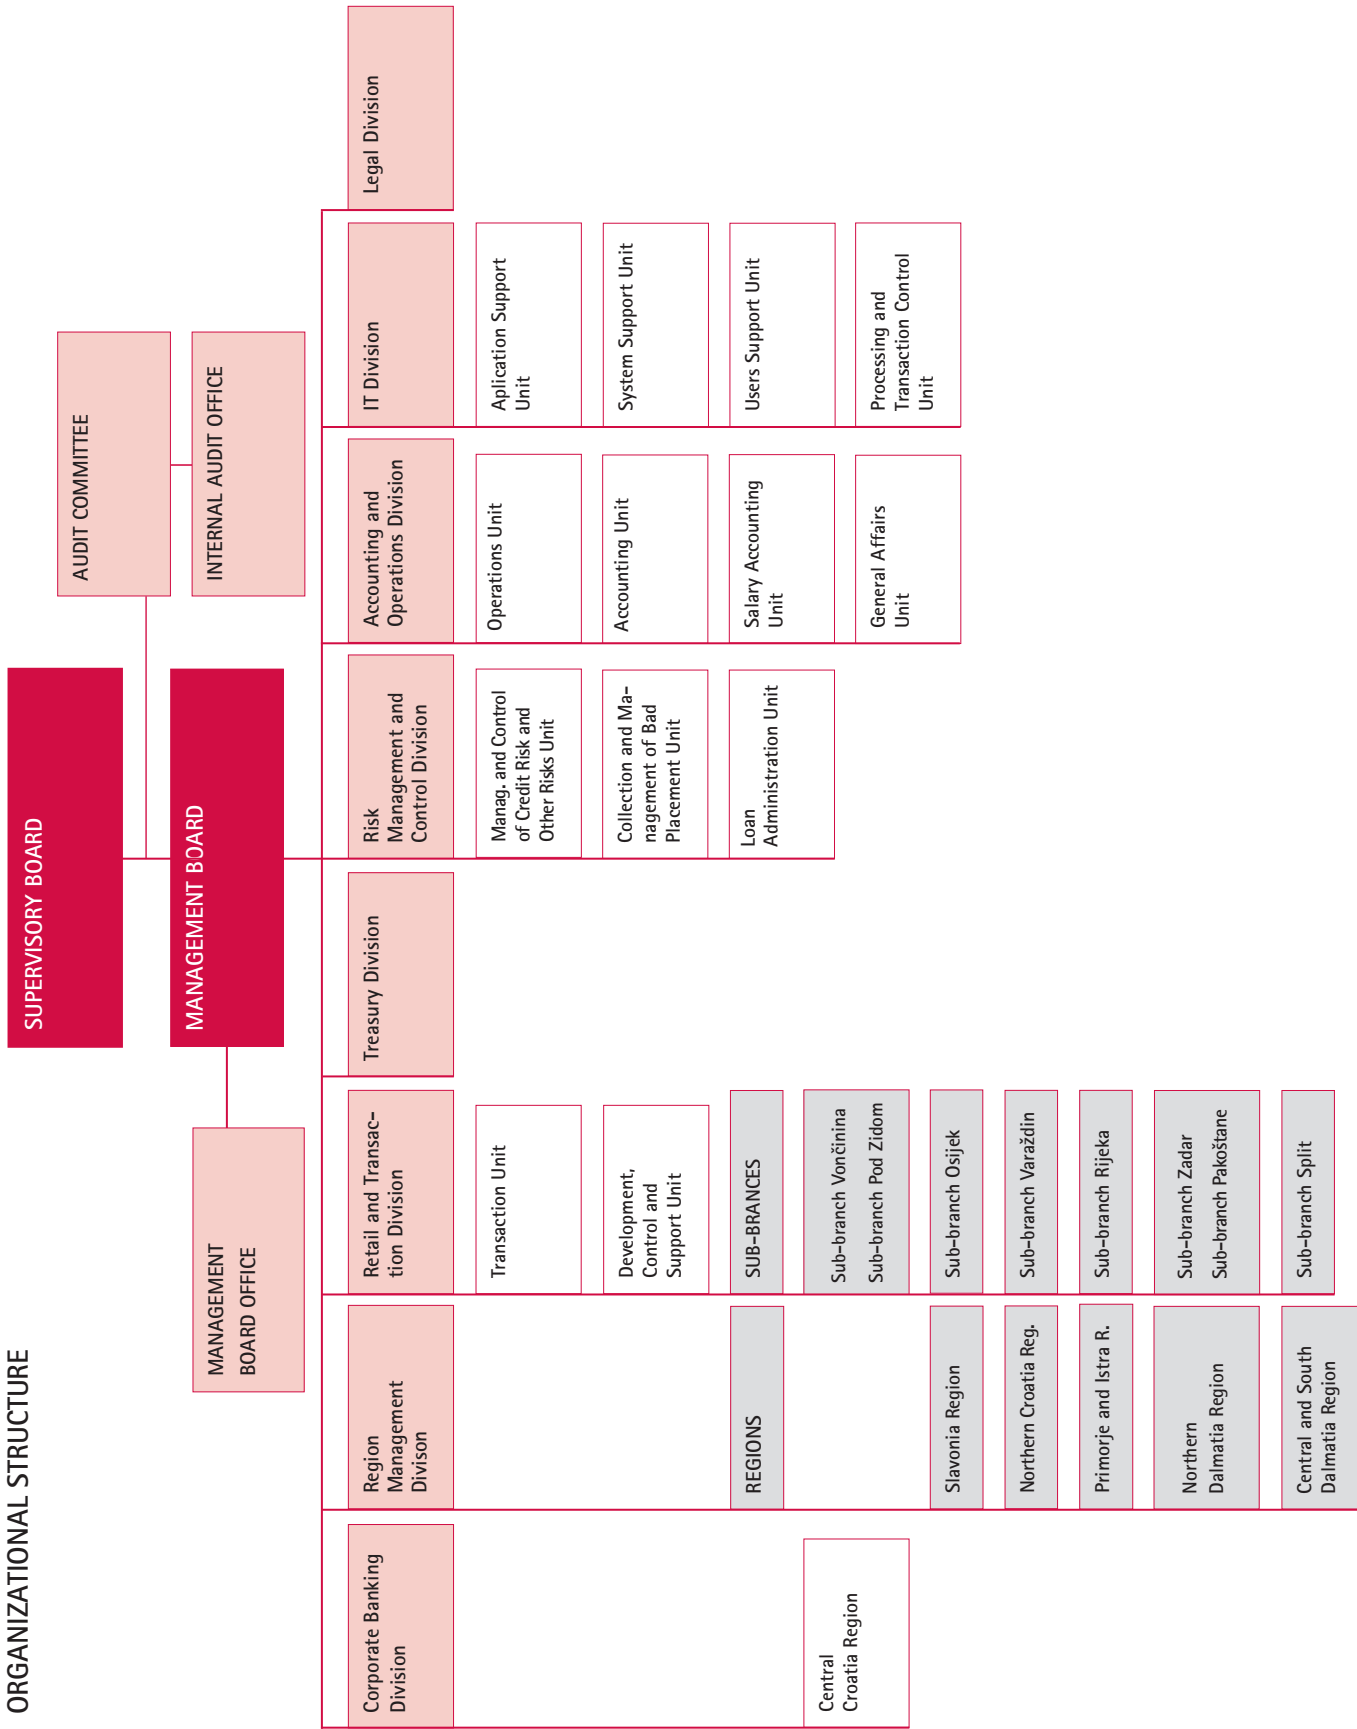 ORGANIZATIONAL STRUCTURE
SUPERVISORY BOARD
AUDIT COMMITTEE
MANAGEMENT BOARD
MANAGEMENT
BOARD OFFICE
INTERNAL AUDIT OFFICE
Corporate Banking
Division
Region
Management
Divison
Retail and Transac-
tion Division
Treasury Division
Risk
Management and
Control Division
Accounting and
Operations Division
IT Division
Legal Division
Transaction Unit
Manag. and Control
of Credit Risk and
Other Risks Unit
Operations Unit
Aplication Support
Unit
Development,
Control and
Support Unit
Collection and Ma-
nagement of Bad
Placement Unit
Accounting Unit
System Support Unit
REGIONS
SUB-BRANCES
Loan
Administration Unit
Salary Accounting
Unit
Users Support Unit
Central
Croatia Region
Sub-branch Vončinina
Sub-branch Pod Zidom
General Affairs
Unit
Processing and
Transaction Control
Unit
Slavonia Region
Sub-branch Osijek
Northern Croatia Reg.
Sub-branch Varaždin
Primorje and Istra R.
Sub-branch Rijeka
Northern
Dalmatia Region
Sub-branch Zadar
Sub-branch Pakoštane
Central and South
Dalmatia Region
Sub-branch Split